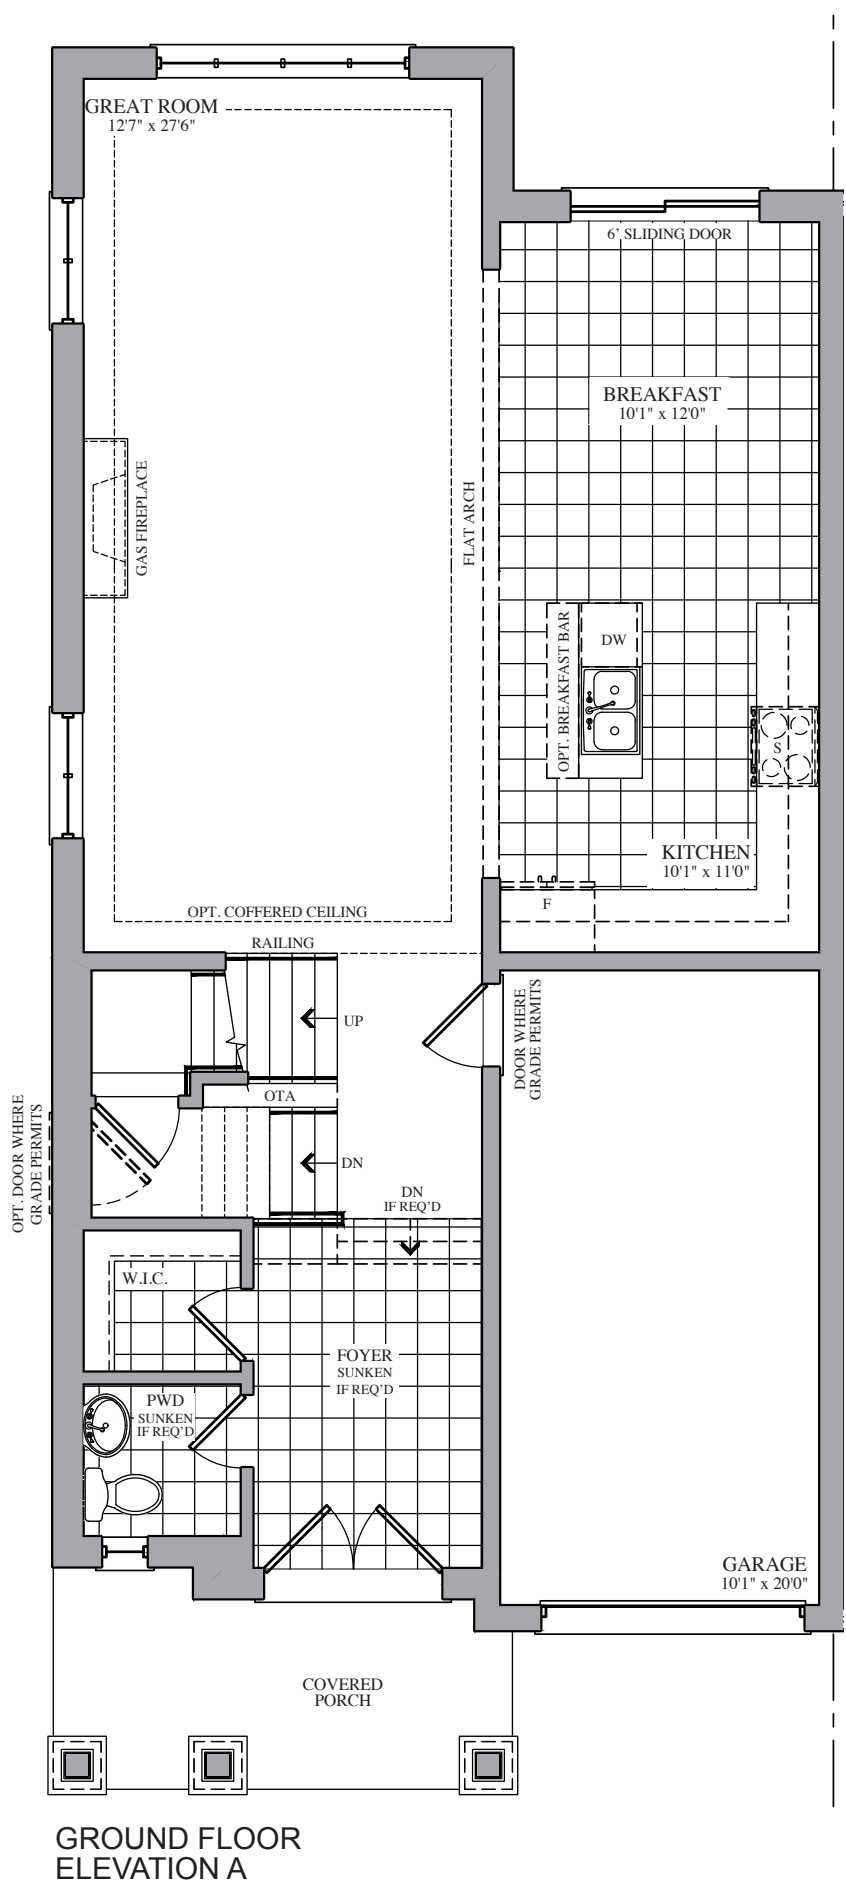 GREAT ROOM
12'7" x 27'6"
6' SLIDING DOOR
BREAKFAST
10'1" x 12'0"
GAS FIREPLACE
FLAT ARCH
OPT. BREAKFAST BAR
DW
S
KITCHEN
10'1" x 11'0"
F
OPT. COFFERED CEILING
RAILING
UP
DOOR WHERE
GRADE PERMITS
OTA
OPT. DOOR WHERE
GRADE PERMITS
DN
DN
IF REQ'D
W.I.C.
FOYER
SUNKEN
IF REQ'D
PWD
SUNKEN
IF REQ'D
GARAGE
10'1" x 20'0"
COVERED
PORCH
GROUND FLOOR
ELEVATION A